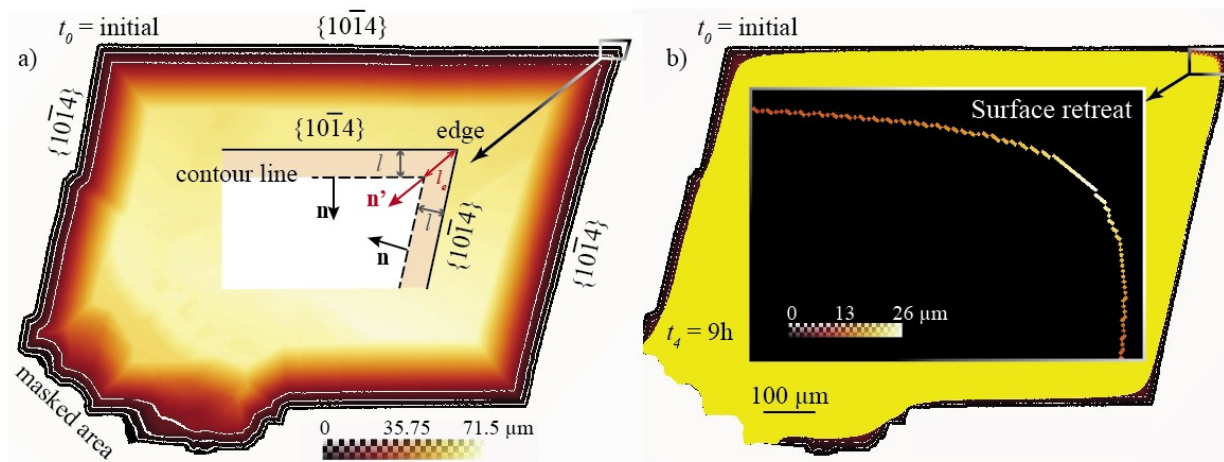 t₀ = initial
{101̄4}
a)
{101̄4}
{101̄4}
edge
contour line
l
lₑ
n
n'
l
n
{101̄4}
{101̄4}
masked area
0 35.75 71.5 μm
t₀ = initial
b)
Surface retreat
0 13 26 μm
t₄ = 9h
100 μm